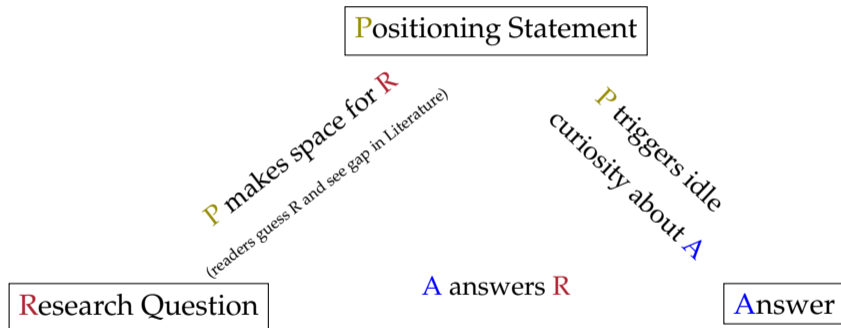 Positioning Statement
P makes space for R
(readers guess R and see gap in Literature)
P triggers idle
curiosity about A
Research Question
A answers R
Answer